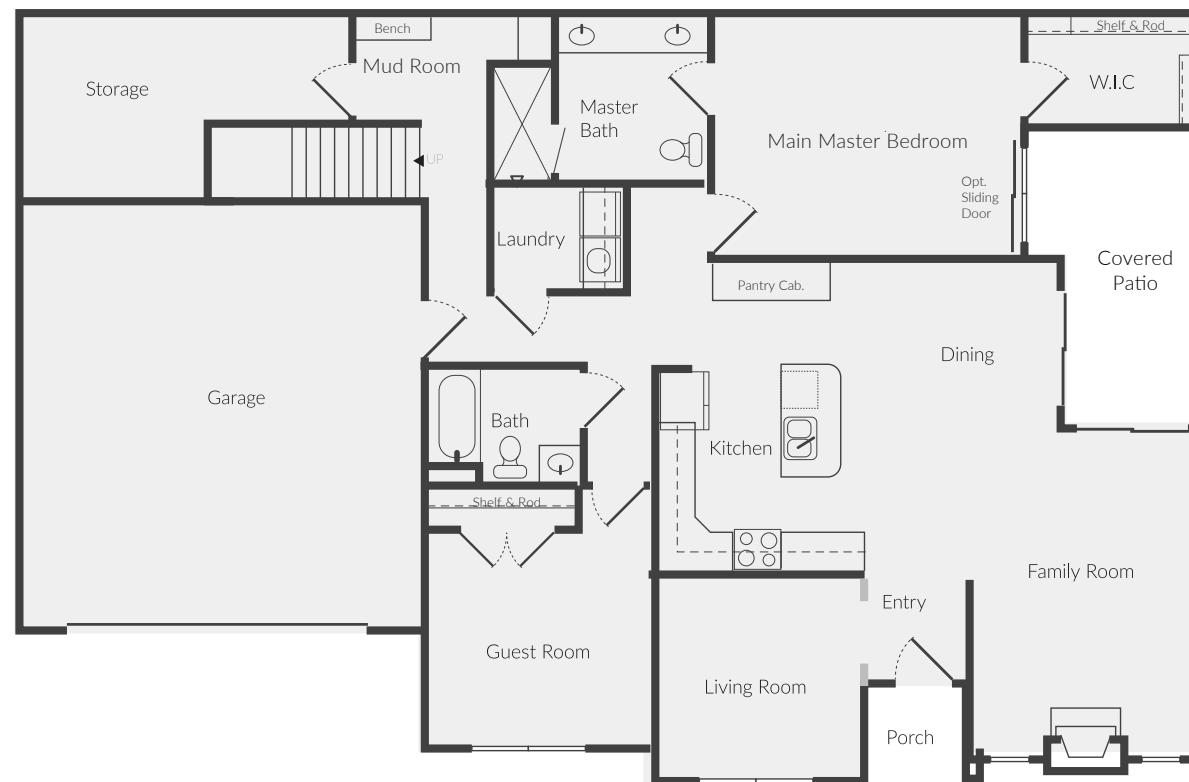 Bench
Shelf & Rod
Mud Room
Storage
W.I.C
Master
Bath
Main Master Bedroom
UP
Opt.
Sliding
Door
Laundry
Covered
Patio
Pantry Cab.
Dining
Garage
Bath
Kitchen
Shelf & Rod
Family Room
Entry
Guest Room
Living Room
Porch